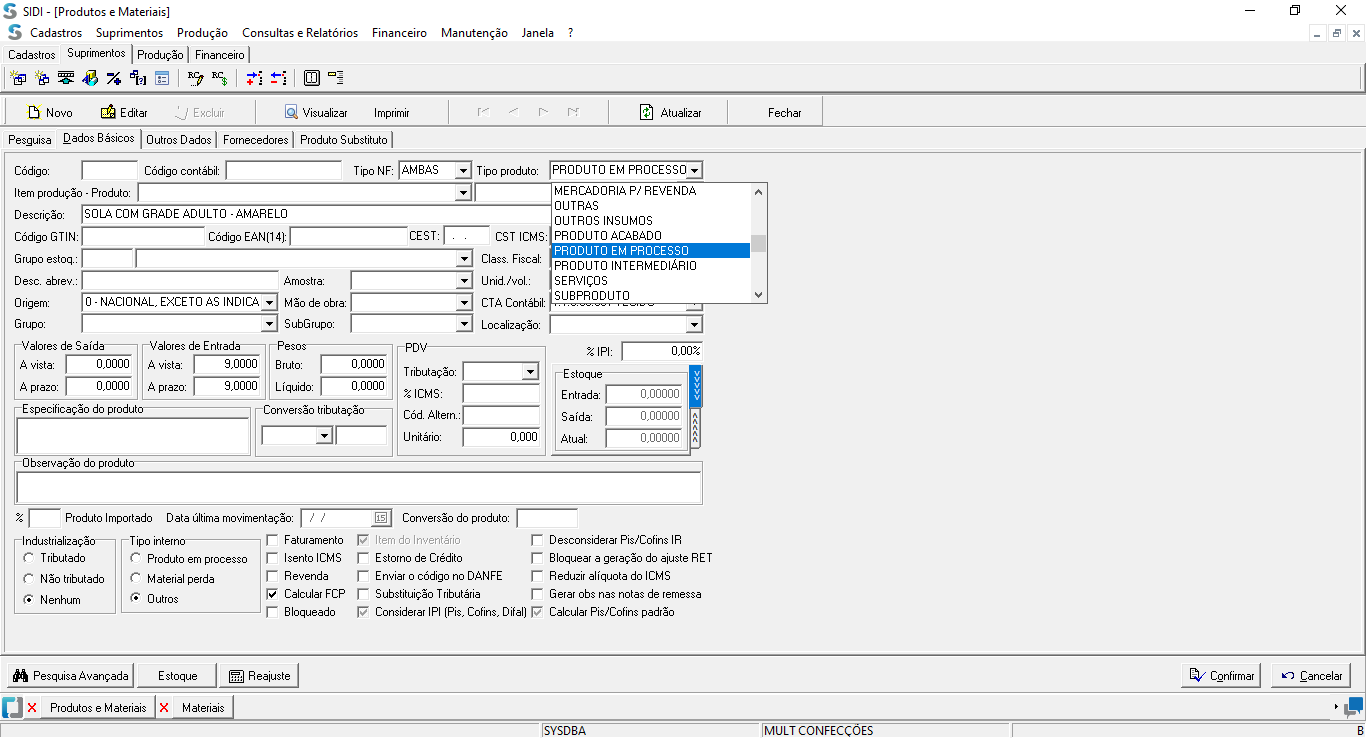 SIDI - [Produtos e Materiais]
Cadastros Suprimentos Produção Consultas e Relatórios Financeiro Manutenção Janela ?
Cadastros Suprimentos Produção Financeiro
Novo Editar Excluir Visualizar Imprimir Atualizar Fechar
Pesquisa Dados Básicos Outros Dados Fornecedores Produto Substituto
Código: Código contábil: Tipo NF: AMBAS Tipo produto: PRODUTO EM PROCESSO
Item produção - Produto: MERCADORIA P/ REVENDA
OUTRAS
Descrição: SOLA COM GRADE ADULTO - AMARELO
OUTROS INSUMOS
Código GTIN: Código EAN(14): CEST: . . CST ICMS: PRODUTO ACABADO
PRODUTO EM PROCESSO
Grupo estoq.: Class. Fiscal:
PRODUTO INTERMEDIÁRIO
Desc. abrev.: Amostra: Unid./vol.: SERVIÇOS
SUBPRODUTO
Origem: 0 - NACIONAL, EXCETO AS INDICA Mão de obra: CTA Contábil:
Grupo: SubGrupo: Localização:
Valores de Saída Valores de Entrada Pesos PDV % IPI: 0,00%
A vista: 0,0000 A vista: 9,0000 Bruto: 0,0000 Tributação: Estoque
A prazo: 0,0000 A prazo: 9,0000 Líquido: 0,0000 % ICMS: Entrada: 0,00000
Especificação do produto Conversão tributação Cód. Altern.: Saída: 0,00000
Unitário: 0,000 Atual: 0,00000
Observação do produto
% Produto Importado Data última movimentação: / / 15 Conversão do produto:
Industrialização Tipo interno Faturamento Item do Inventário Desconsiderar Pis/Cofins IR
Tributado Produto em processo Isento ICMS Estorno de Crédito Bloquear a geração do ajuste RET
Não tributado Material perda Revenda Enviar o código no DANFE Reduzir alíquota do ICMS
Nenhum Outros Calcular FCP Substituição Tributária Gerar obs nas notas de remessa
Bloqueado Considerar IPI (Pis, Cofins, Difal) Calcular Pis/Cofins padrão
Pesquisa Avançada Estoque Reajuste Confirmar Cancelar
Produtos e Materiais Materiais
SYSDBA MULT CONFECÇÕES B